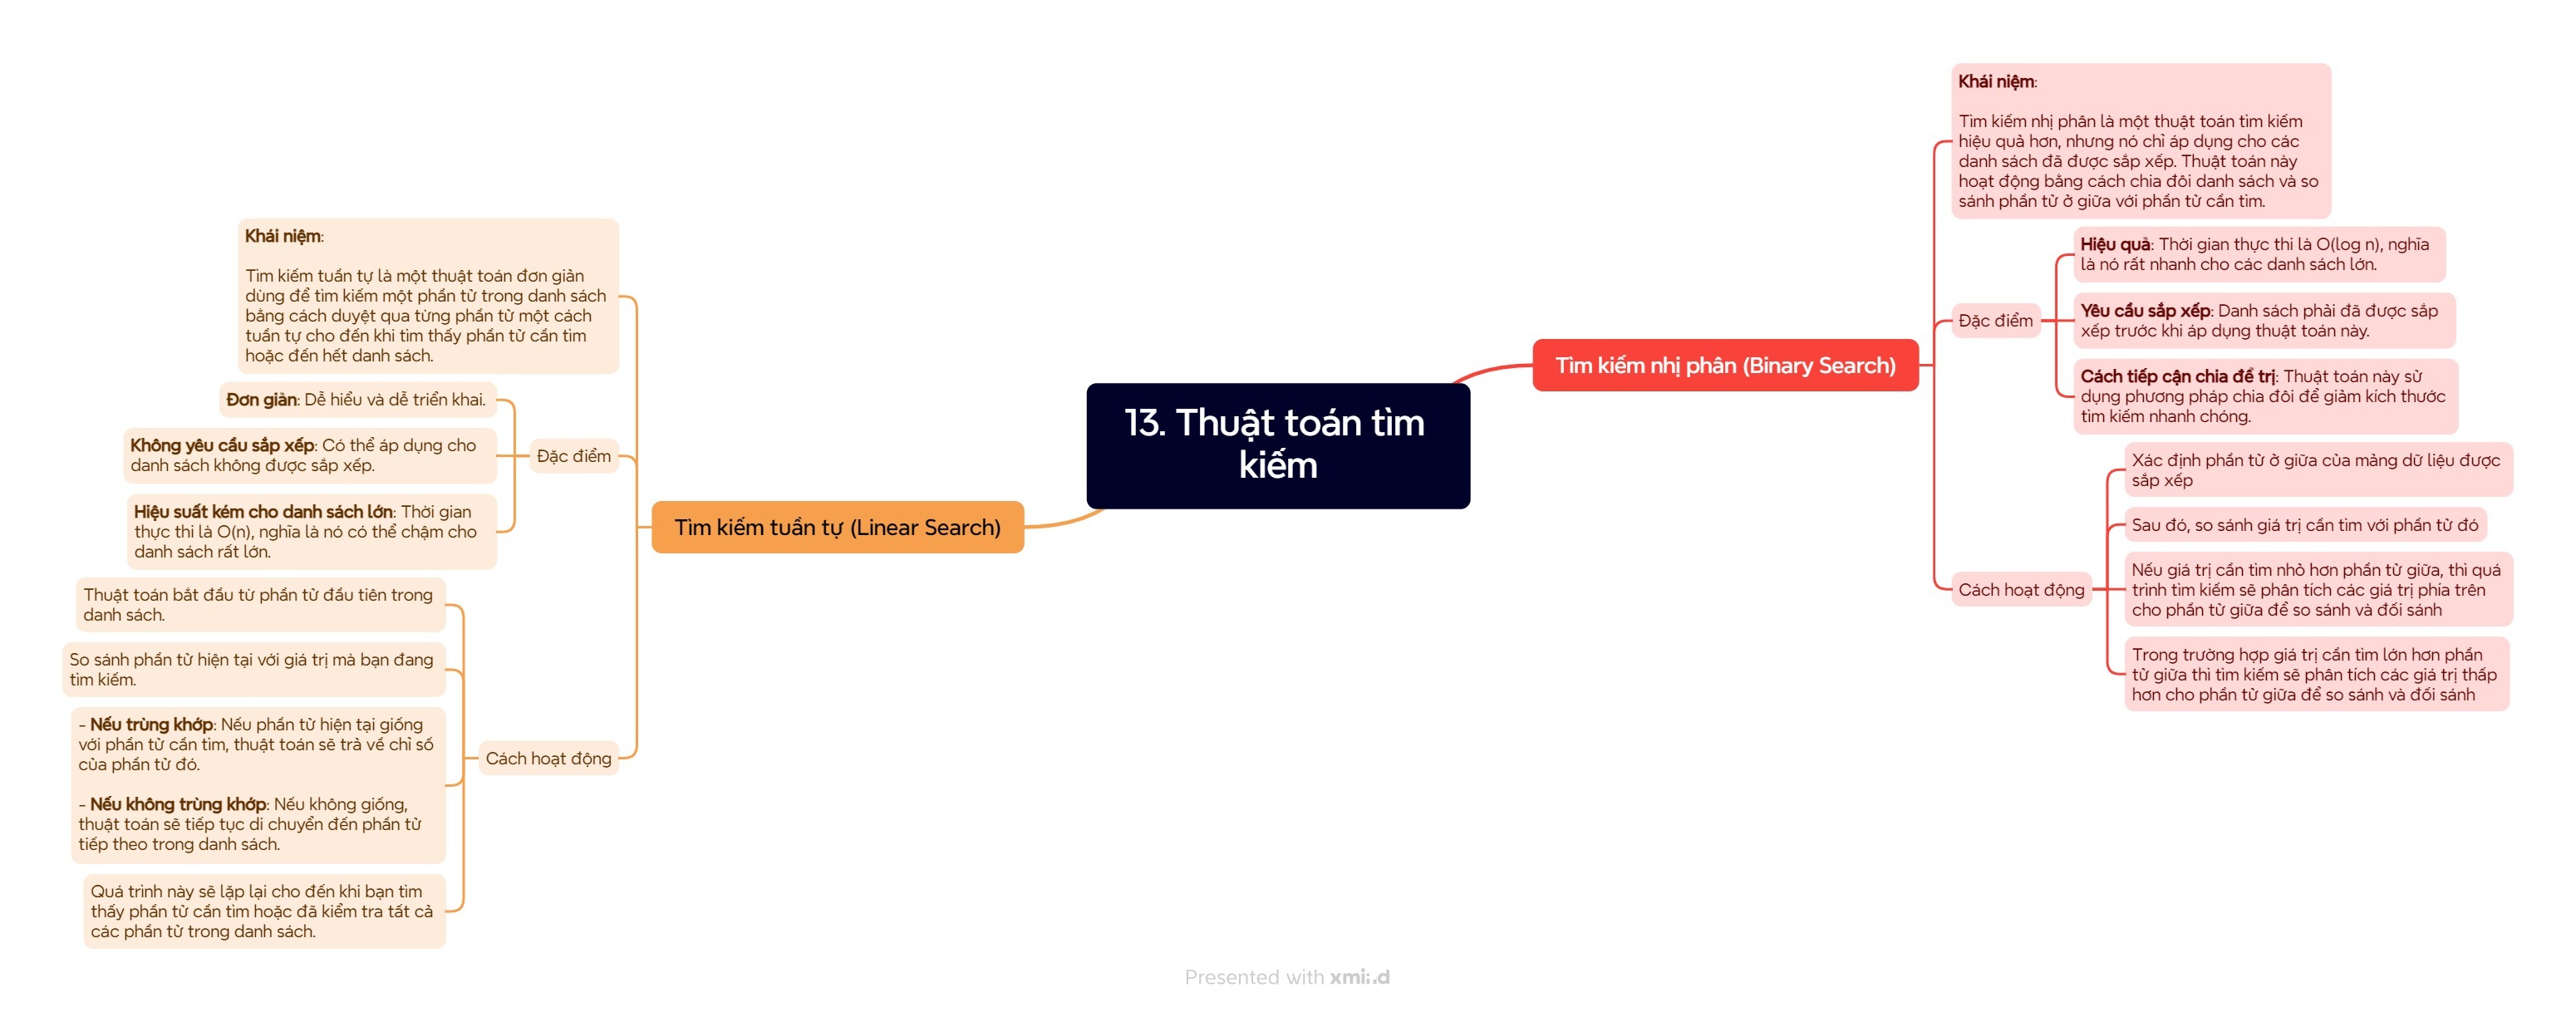 13. Thuật toán tìm
kiếm
Tìm kiếm nhị phân (Binary Search)
Khái niệm:
Tìm kiếm nhị phân là một thuật toán tìm kiếm
hiệu quả hơn, nhưng nó chỉ áp dụng cho các
danh sách đã được sắp xếp. Thuật toán này
hoạt động bằng cách chia đôi danh sách và so
sánh phần tử ở giữa với phần tử cần tìm.
Đặc điểm
Hiệu quả: Thời gian thực thi là O(log n), nghĩa
là nó rất nhanh cho các danh sách lớn.
Yêu cầu sắp xếp: Danh sách phải đã được sắp
xếp trước khi áp dụng thuật toán này.
Cách tiếp cận chia để trị: Thuật toán này sử
dụng phương pháp chia đôi để giảm kích thước
tìm kiếm nhanh chóng.
Cách hoạt động
Xác định phần tử ở giữa của mảng dữ liệu được
sắp xếp
Sau đó, so sánh giá trị cần tìm với phần tử đó
Nếu giá trị cần tìm nhỏ hơn phần tử giữa, thì quá
trình tìm kiếm sẽ phân tích các giá trị phía trên
cho phần tử giữa để so sánh và đối sánh
Trong trường hợp giá trị cần tìm lớn hơn phần
tử giữa thì tìm kiếm sẽ phân tích các giá trị thấp
hơn cho phần tử giữa để so sánh và đối sánh
Tìm kiếm tuần tự (Linear Search)
Khái niệm:
Tìm kiếm tuần tự là một thuật toán đơn giản
dùng để tìm kiếm một phần tử trong danh sách
bằng cách duyệt qua từng phần tử một cách
tuần tự cho đến khi tìm thấy phần tử cần tìm
hoặc đến hết danh sách.
Đặc điểm
Đơn giản: Dễ hiểu và dễ triển khai.
Không yêu cầu sắp xếp: Có thể áp dụng cho
danh sách không được sắp xếp.
Hiệu suất kém cho danh sách lớn: Thời gian
thực thi là O(n), nghĩa là nó có thể chậm cho
danh sách rất lớn.
Cách hoạt động
Thuật toán bắt đầu từ phần tử đầu tiên trong
danh sách.
So sánh phần tử hiện tại với giá trị mà bạn đang
tìm kiếm.
- Nếu trùng khớp: Nếu phần tử hiện tại giống
với phần tử cần tìm, thuật toán sẽ trả về chỉ số
của phần tử đó.
- Nếu không trùng khớp: Nếu không giống,
thuật toán sẽ tiếp tục di chuyển đến phần tử
tiếp theo trong danh sách.
Quá trình này sẽ lặp lại cho đến khi bạn tìm
thấy phần tử cần tìm hoặc đã kiểm tra tất cả
các phần tử trong danh sách.
Presented with xmind